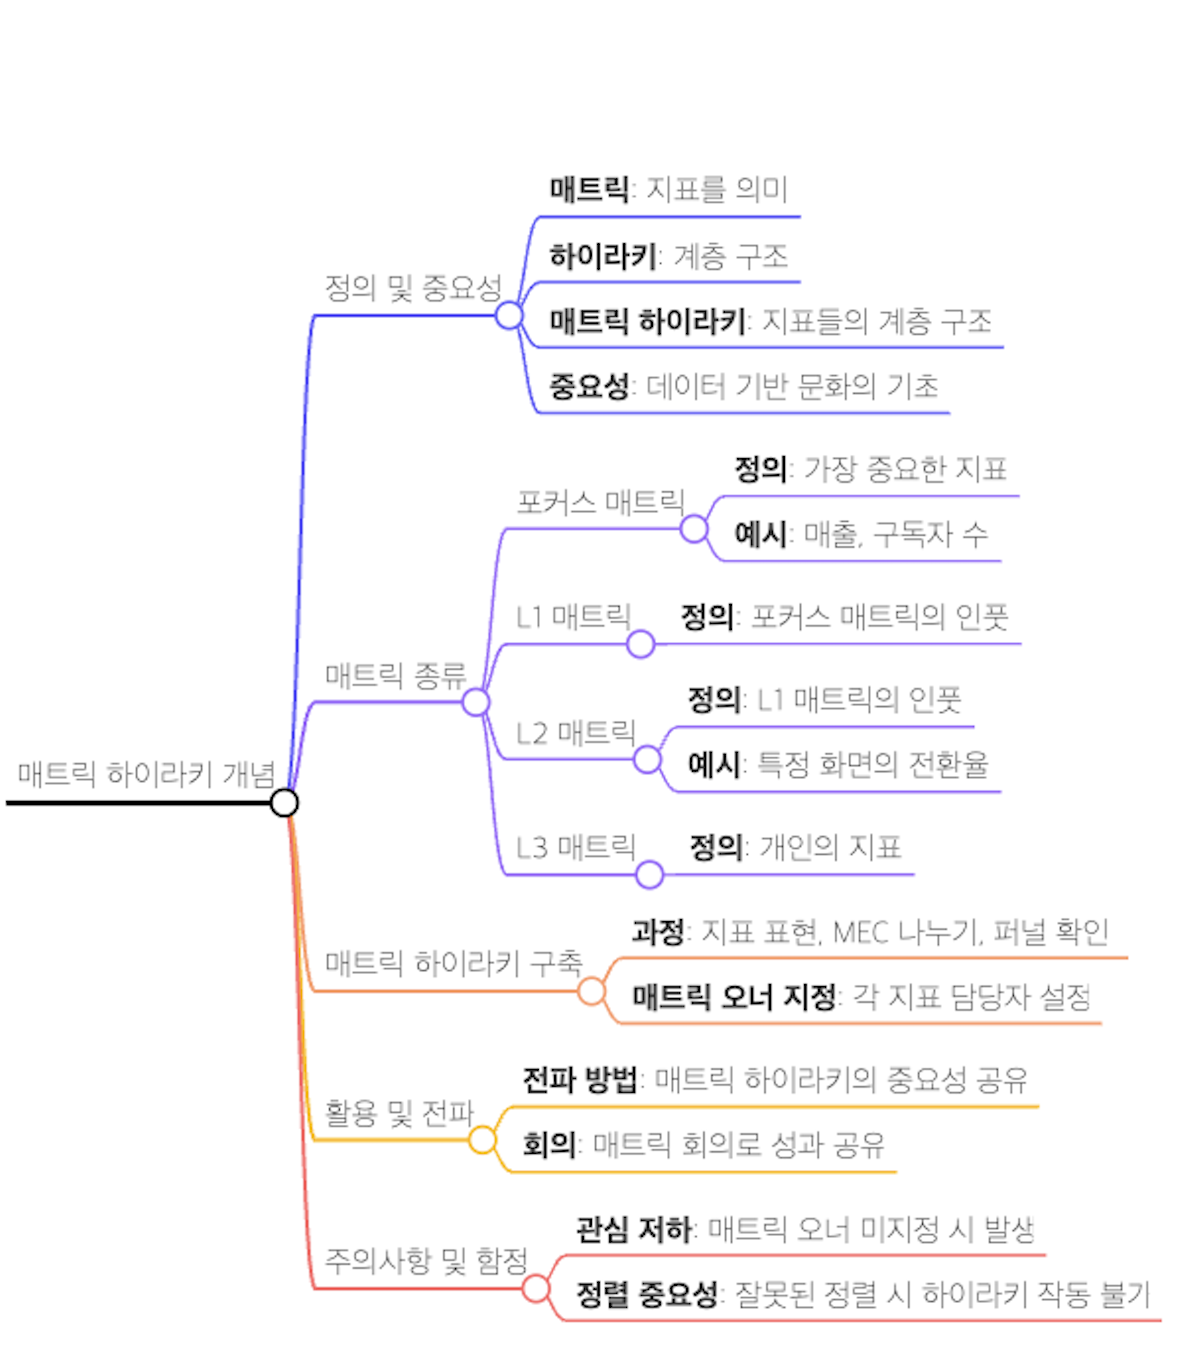 매트릭 하이라키 개념
정의 및 중요성
매트릭: 지표를 의미
하이라키: 계층 구조
매트릭 하이라키: 지표들의 계층 구조
중요성: 데이터 기반 문화의 기초
매트릭 종류
포커스 매트릭
정의: 가장 중요한 지표
예시: 매출, 구독자 수
L1 매트릭
정의: 포커스 매트릭의 인풋
L2 매트릭
정의: L1 매트릭의 인풋
예시: 특정 화면의 전환율
L3 매트릭
정의: 개인의 지표
매트릭 하이라키 구축
과정: 지표 표현, MEC 나누기, 퍼널 확인
매트릭 오너 지정: 각 지표 담당자 설정
활용 및 전파
전파 방법: 매트릭 하이라키의 중요성 공유
회의: 매트릭 회의로 성과 공유
주의사항 및 함정
관심 저하: 매트릭 오너 미지정 시 발생
정렬 중요성: 잘못된 정렬 시 하이라키 작동 불가